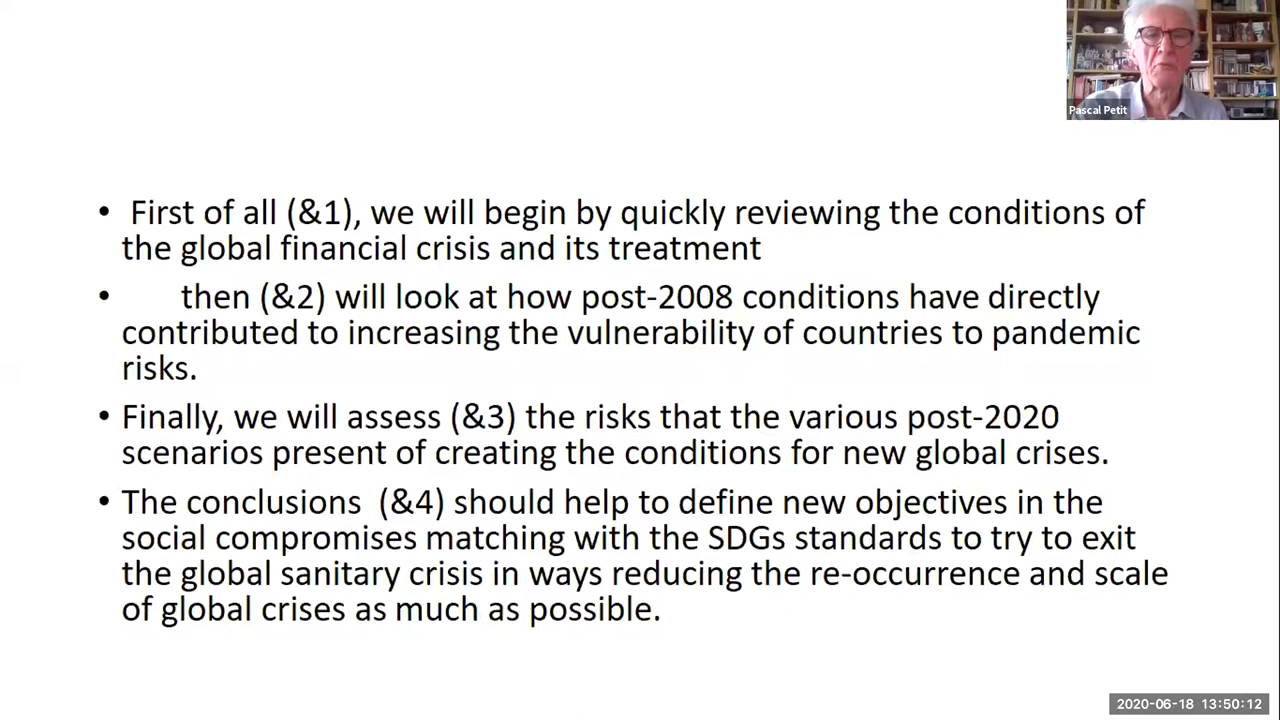 Pascal Petit
• First of all (&1), we will begin by quickly reviewing the conditions of
the global financial crisis and its treatment
• then (&2) will look at how post-2008 conditions have directly
contributed to increasing the vulnerability of countries to pandemic
risks.
• Finally, we will assess (&3) the risks that the various post-2020
scenarios present of creating the conditions for new global crises.
• The conclusions (&4) should help to define new objectives in the
social compromises matching with the SDGs standards to try to exit
the global sanitary crisis in ways reducing the re-occurrence and scale
of global crises as much as possible.
2020-06-18 13:50:12